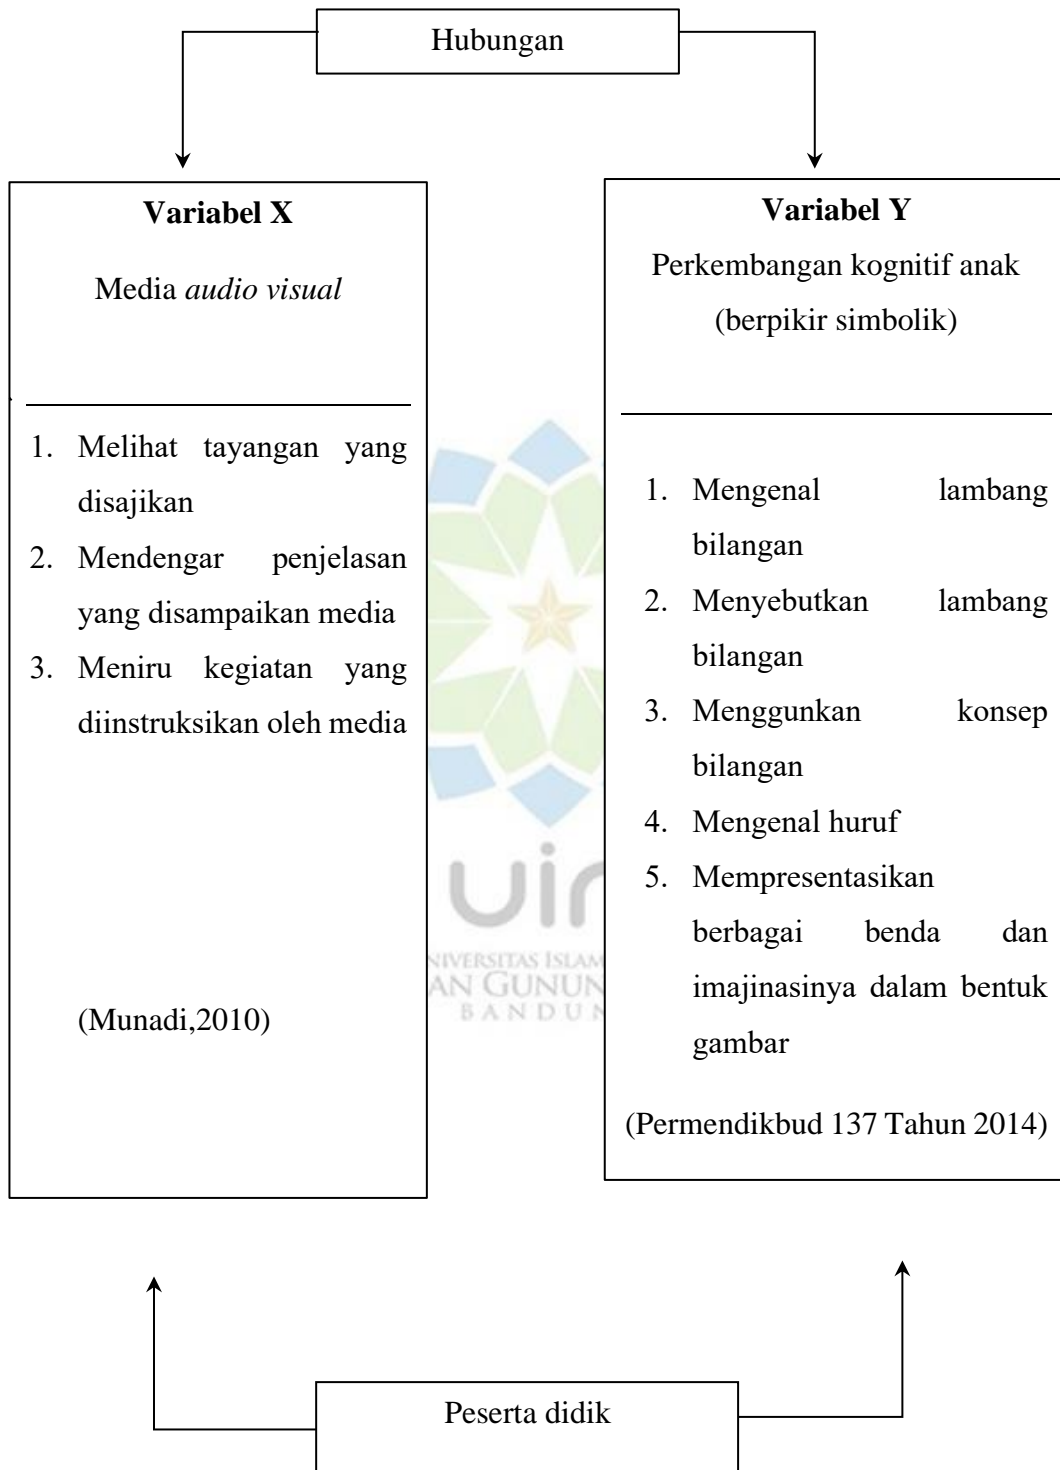 Hubungan
Variabel X
Media audio visual
1. Melihat tayangan yang
disajikan
2. Mendengar penjelasan
yang disampaikan media
3. Meniru kegiatan yang
diinstruksikan oleh media
(Munadi,2010)
Variabel Y
Perkembangan kognitif anak
(berpikir simbolik)
1. Mengenal lambang
bilangan
2. Menyebutkan lambang
bilangan
3. Menggunkan konsep
bilangan
4. Mengenal huruf
5. Mempresentasikan
berbagai benda dan
imajinasinya dalam bentuk
gambar
(Permendikbud 137 Tahun 2014)
BANDUN
Peserta didik